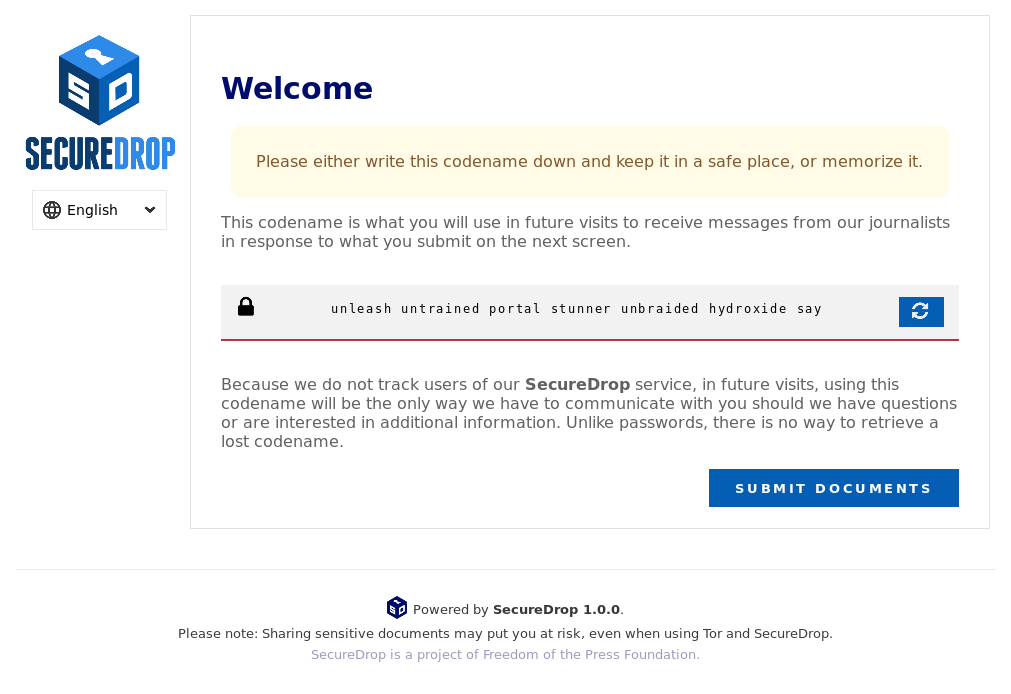 SD
SECUREDROP
English
Welcome
Please either write this codename down and keep it in a safe place, or memorize it.
This codename is what you will use in future visits to receive messages from our journalists
in response to what you submit on the next screen.
unleash untrained portal stunner unbraided hydroxide say
Because we do not track users of our SecureDrop service, in future visits, using this
codename will be the only way we have to communicate with you should we have questions
or are interested in additional information. Unlike passwords, there is no way to retrieve a
lost codename.
SUBMIT DOCUMENTS
Powered by SecureDrop 1.0.0.
Please note: Sharing sensitive documents may put you at risk, even when using Tor and SecureDrop.
SecureDrop is a project of Freedom of the Press Foundation.